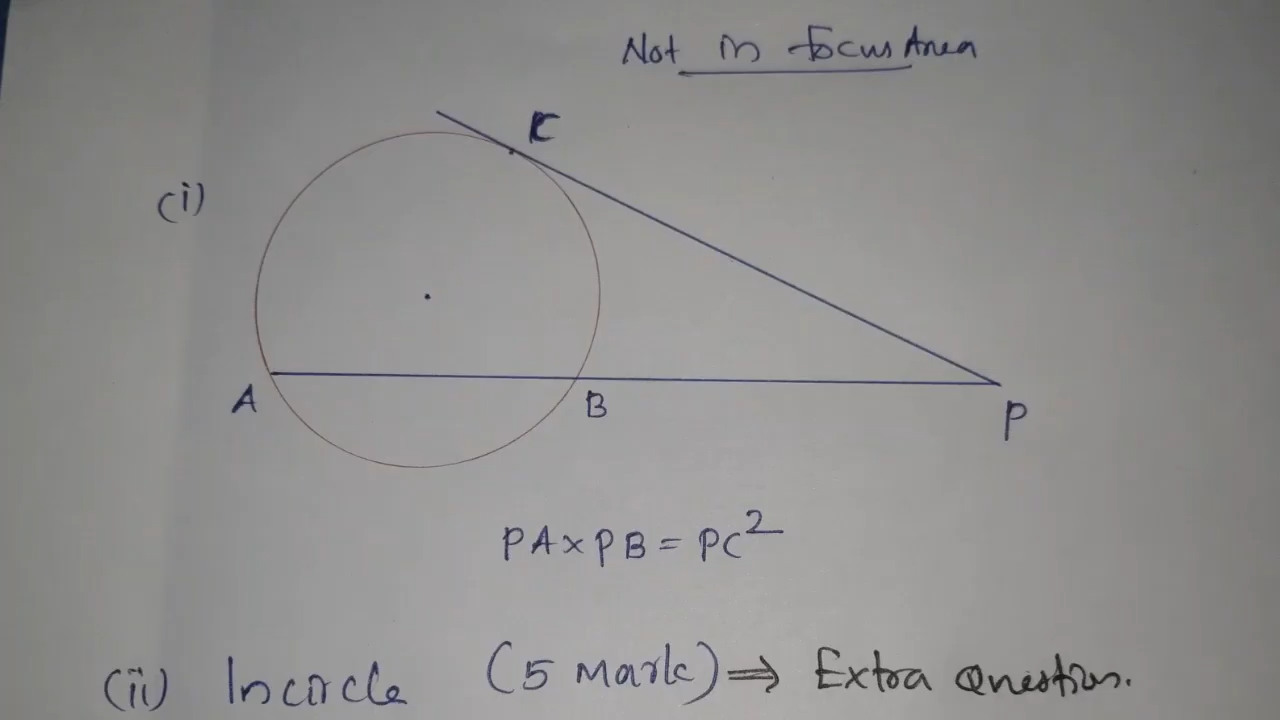 Not in focus Area
C
(i)
A
B
P
PA×PB = PC²
(ii) Incircle (5 mark) ⇒ Extra Question.